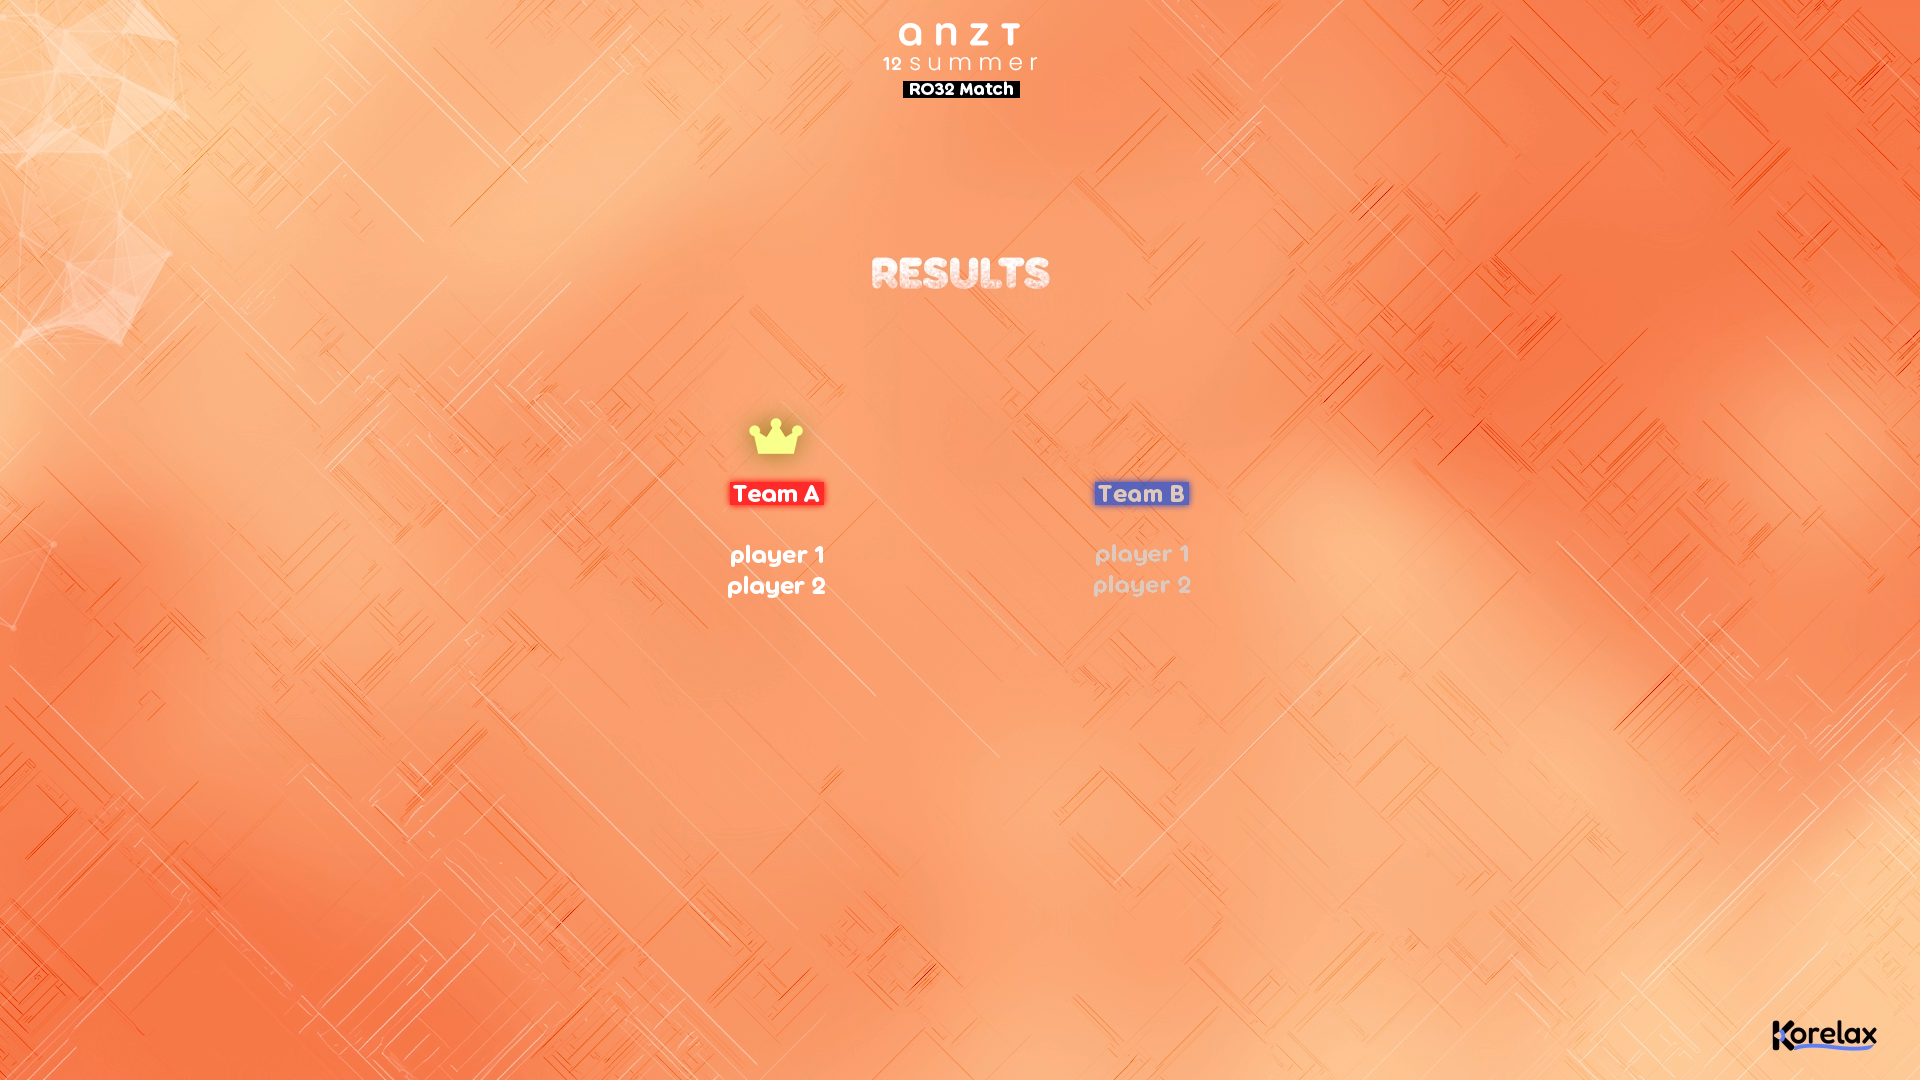 anzt
12 summer
RO32 Match
RESULTS
Team A
player 1
player 2
Team B
player 1
player 2
Korelax